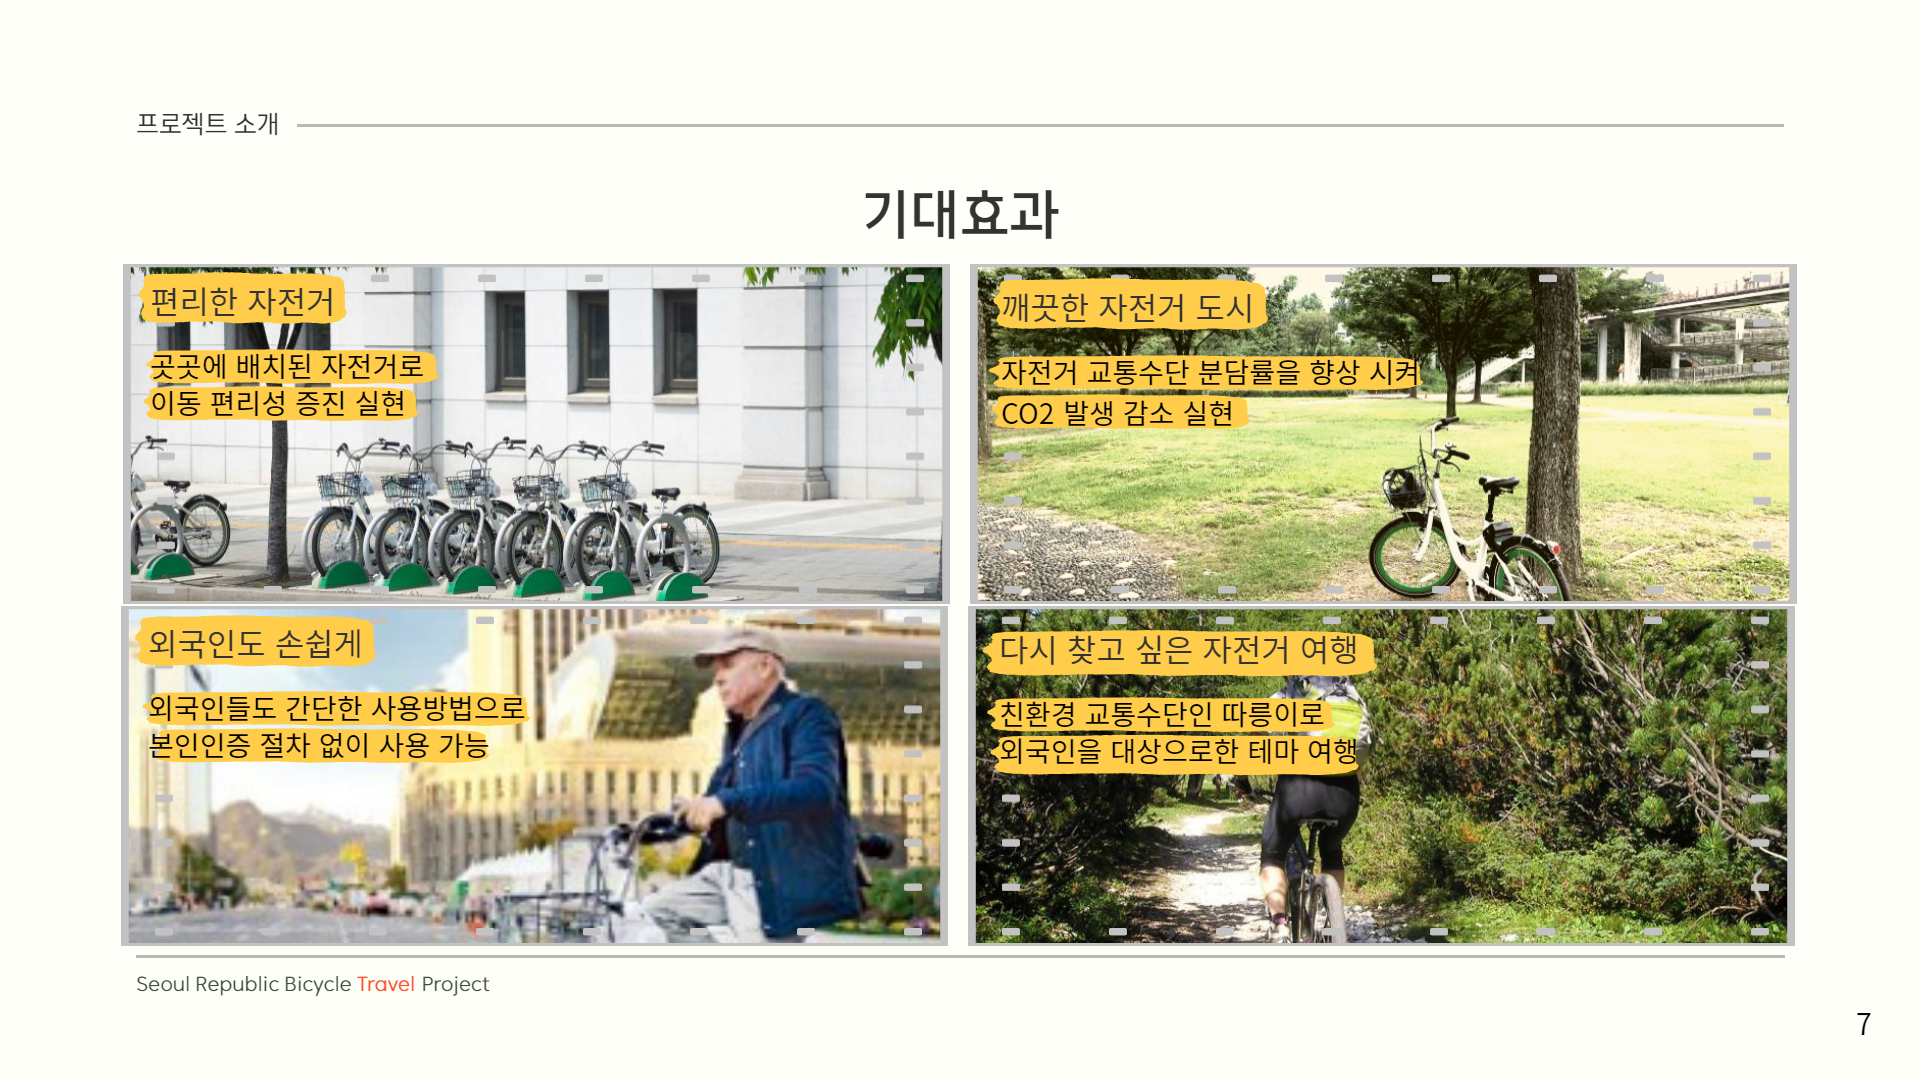 프로젝트 소개
기대효과
편리한 자전거
곳곳에 배치된 자전거로
이동 편리성 증진 실현
깨끗한 자전거 도시
자전거 교통수단 분담률을 향상 시켜
CO2 발생 감소 실현
외국인도 손쉽게
외국인들도 간단한 사용방법으로
본인인증 절차 없이 사용 가능
다시 찾고 싶은 자전거 여행
친환경 교통수단인 따릉이로
외국인을 대상으로한 테마 여행
Seoul Republic Bicycle Travel Project
7